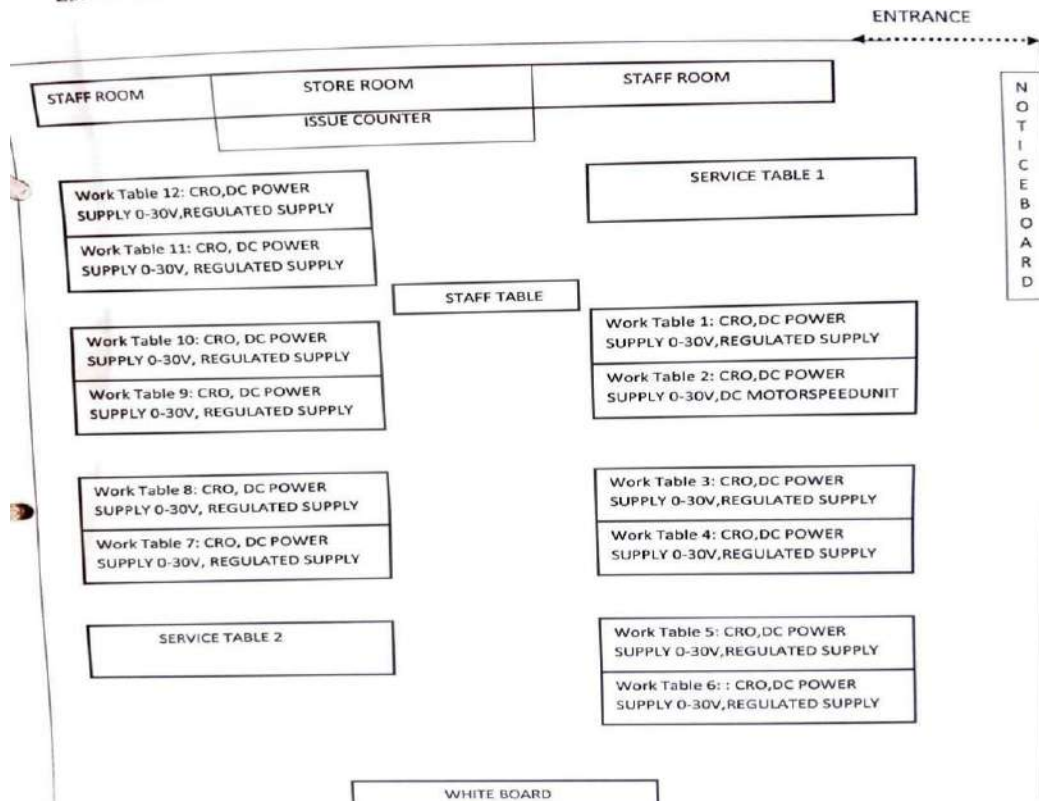 ENTRANCE
STAFF ROOM
STORE ROOM
STAFF ROOM
ISSUE COUNTER
NOTICEBOARD
Work Table 12: CRO,DC POWER
SUPPLY 0-30V,REGULATED SUPPLY
Work Table 11: CRO, DC POWER
SUPPLY 0-30V, REGULATED SUPPLY
SERVICE TABLE 1
STAFF TABLE
Work Table 10: CRO, DC POWER
SUPPLY 0-30V, REGULATED SUPPLY
Work Table 9: CRO, DC POWER
SUPPLY 0-30V, REGULATED SUPPLY
Work Table 1: CRO,DC POWER
SUPPLY 0-30V,REGULATED SUPPLY
Work Table 2: CRO,DC POWER
SUPPLY 0-30V,DC MOTORSPEEDUNIT
Work Table 8: CRO, DC POWER
SUPPLY 0-30V, REGULATED SUPPLY
Work Table 7: CRO, DC POWER
SUPPLY 0-30V, REGULATED SUPPLY
Work Table 3: CRO,DC POWER
SUPPLY 0-30V,REGULATED SUPPLY
Work Table 4: CRO,DC POWER
SUPPLY 0-30V,REGULATED SUPPLY
SERVICE TABLE 2
Work Table 5: CRO,DC POWER
SUPPLY 0-30V,REGULATED SUPPLY
Work Table 6: : CRO,DC POWER
SUPPLY 0-30V,REGULATED SUPPLY
WHITE BOARD